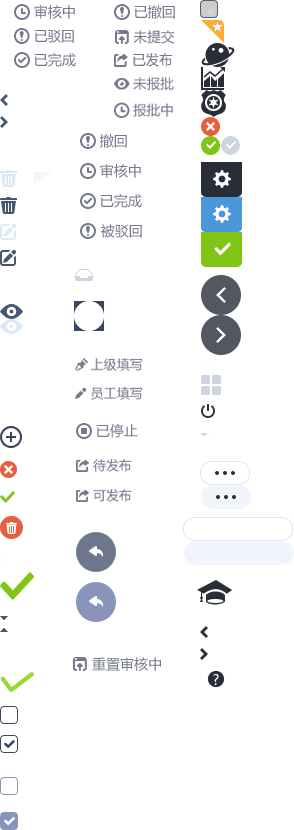 审核中
已撤回
已驳回
未提交
已完成
已发布
未报批
报批中
撤回
审核中
已完成
被驳回
上级填写
员工填写
已停止
待发布
可发布
重置审核中